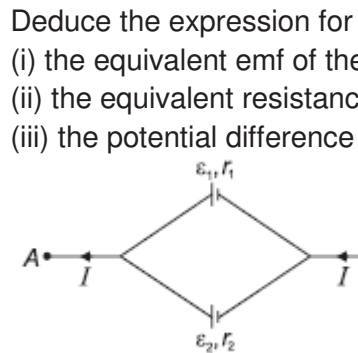 Deduce the expression for
(i) the equivalent emf of the
(ii) the equivalent resistanc
(iii) the potential difference
ε₁, r₁
A
I
I
ε₂, r₂